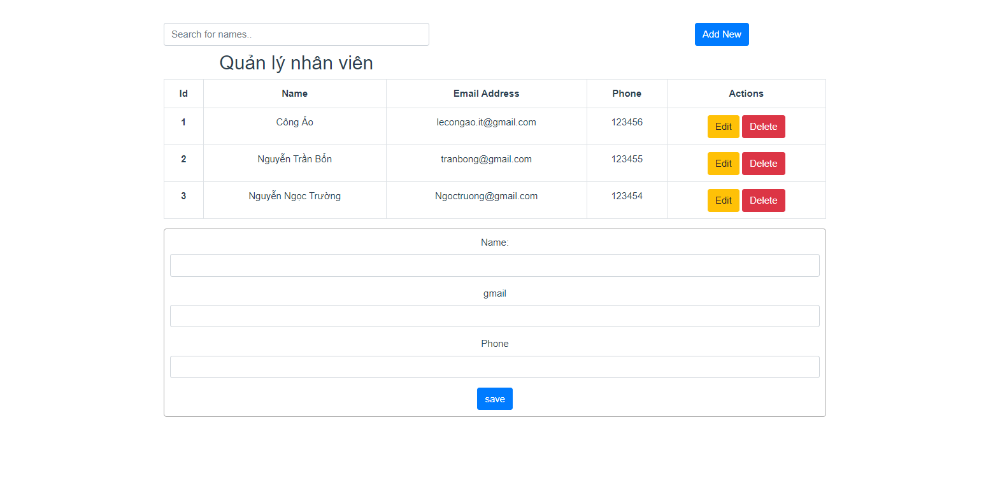 Search for names.. Add New
Quản lý nhân viên
Id Name Email Address Phone Actions
1 Công Ảo lecongao.it@gmail.com 123456 Edit Delete
2 Nguyễn Trần Bổn tranbong@gmail.com 123455 Edit Delete
3 Nguyễn Ngọc Trường Ngoctruong@gmail.com 123454 Edit Delete
Name:
gmail
Phone
save